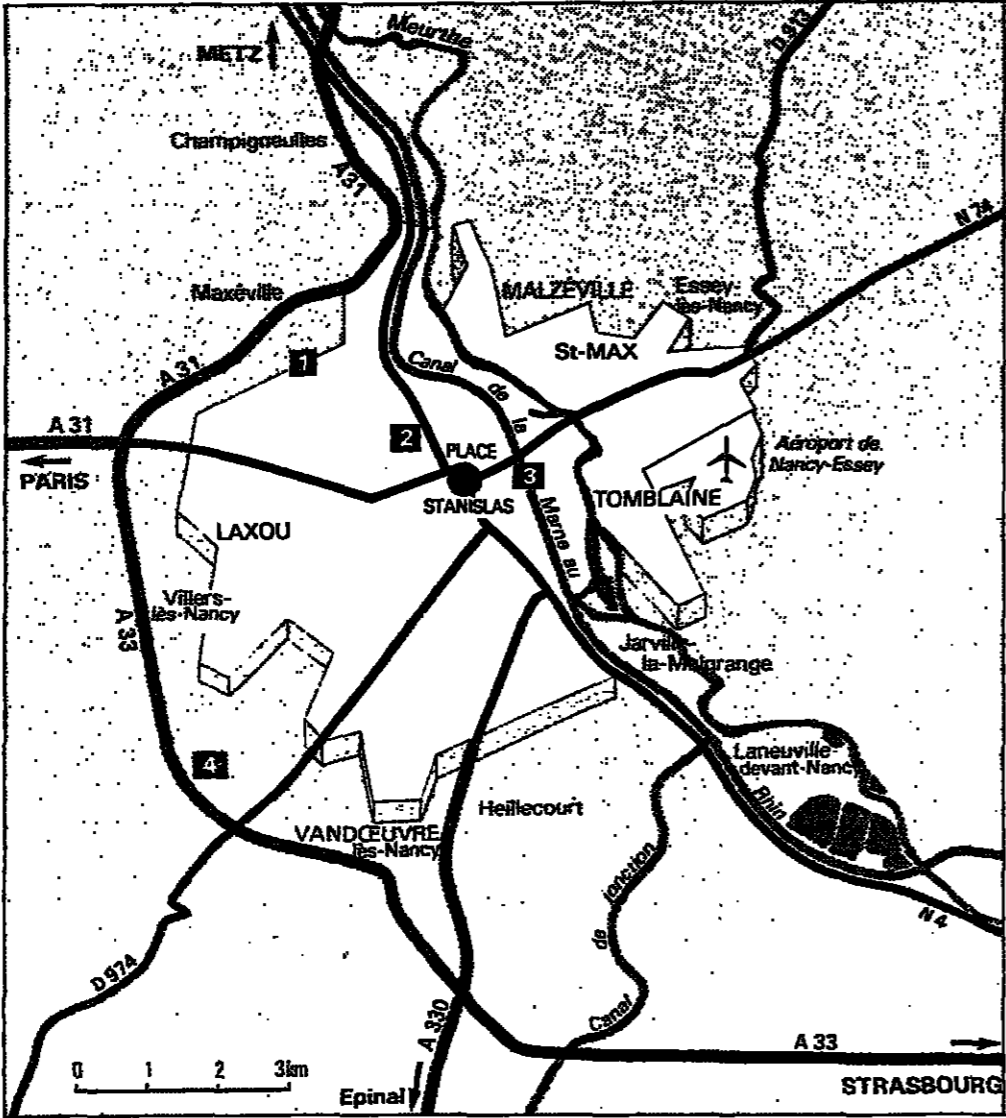 Meurthe
D 913
METZ
Champigneulles
A 31
N 74
Maxéville
MALZÉVILLE
Essey-
lès-Nancy
St-MAX
1
A 31
Canal
de
la
A 31
2
PLACE
STANISLAS
3
Aéroport de
Nancy-Essey
PARIS
TOMBLAINE
Marne au
LAXOU
Villers-
lès-Nancy
A 33
Jarville-
la-Malgrange
4
Laneuville-
devant-Nancy
Rhin
Heillecourt
VANDŒUVRE
lès-Nancy
jonction
de
Canal
N 4
D 974
A 330
A 33
0 1 2 3km
Epinal
STRASBOURG